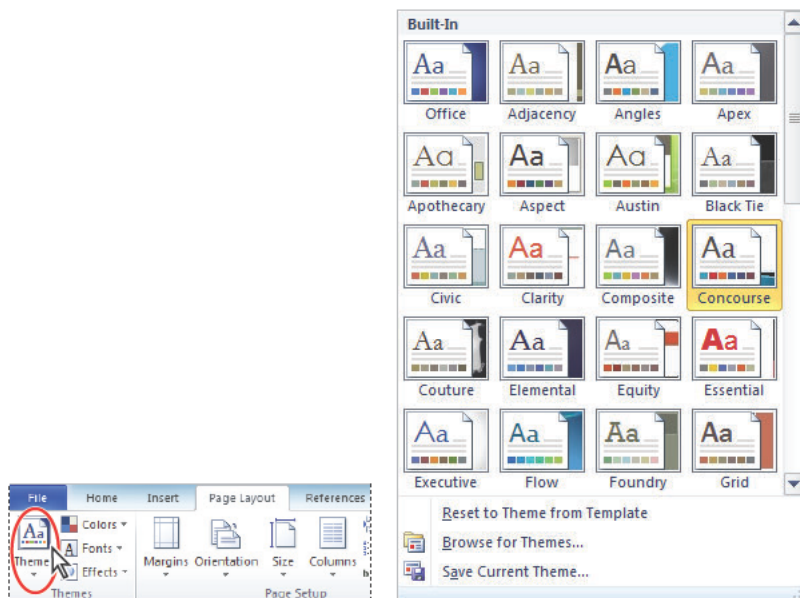 Built-In
Aa Aa Aa Aa
Office Adjacency Angles Apex
Aa Aa Aa Aa
Apothecary Aspect Austin Black Tie
Aa Aa Aa Aa
Civic Clarity Composite Concourse
Aa Aa Aa Aa
Couture Elemental Equity Essential
Aa Aa Aa Aa
Executive Flow Foundry Grid
Reset to Theme from Template
Browse for Themes...
Save Current Theme...
File Home Insert Page Layout References
Aa Colors
A Fonts
Theme Margins Orientation Size Columns
Effects
Themes Page Setup